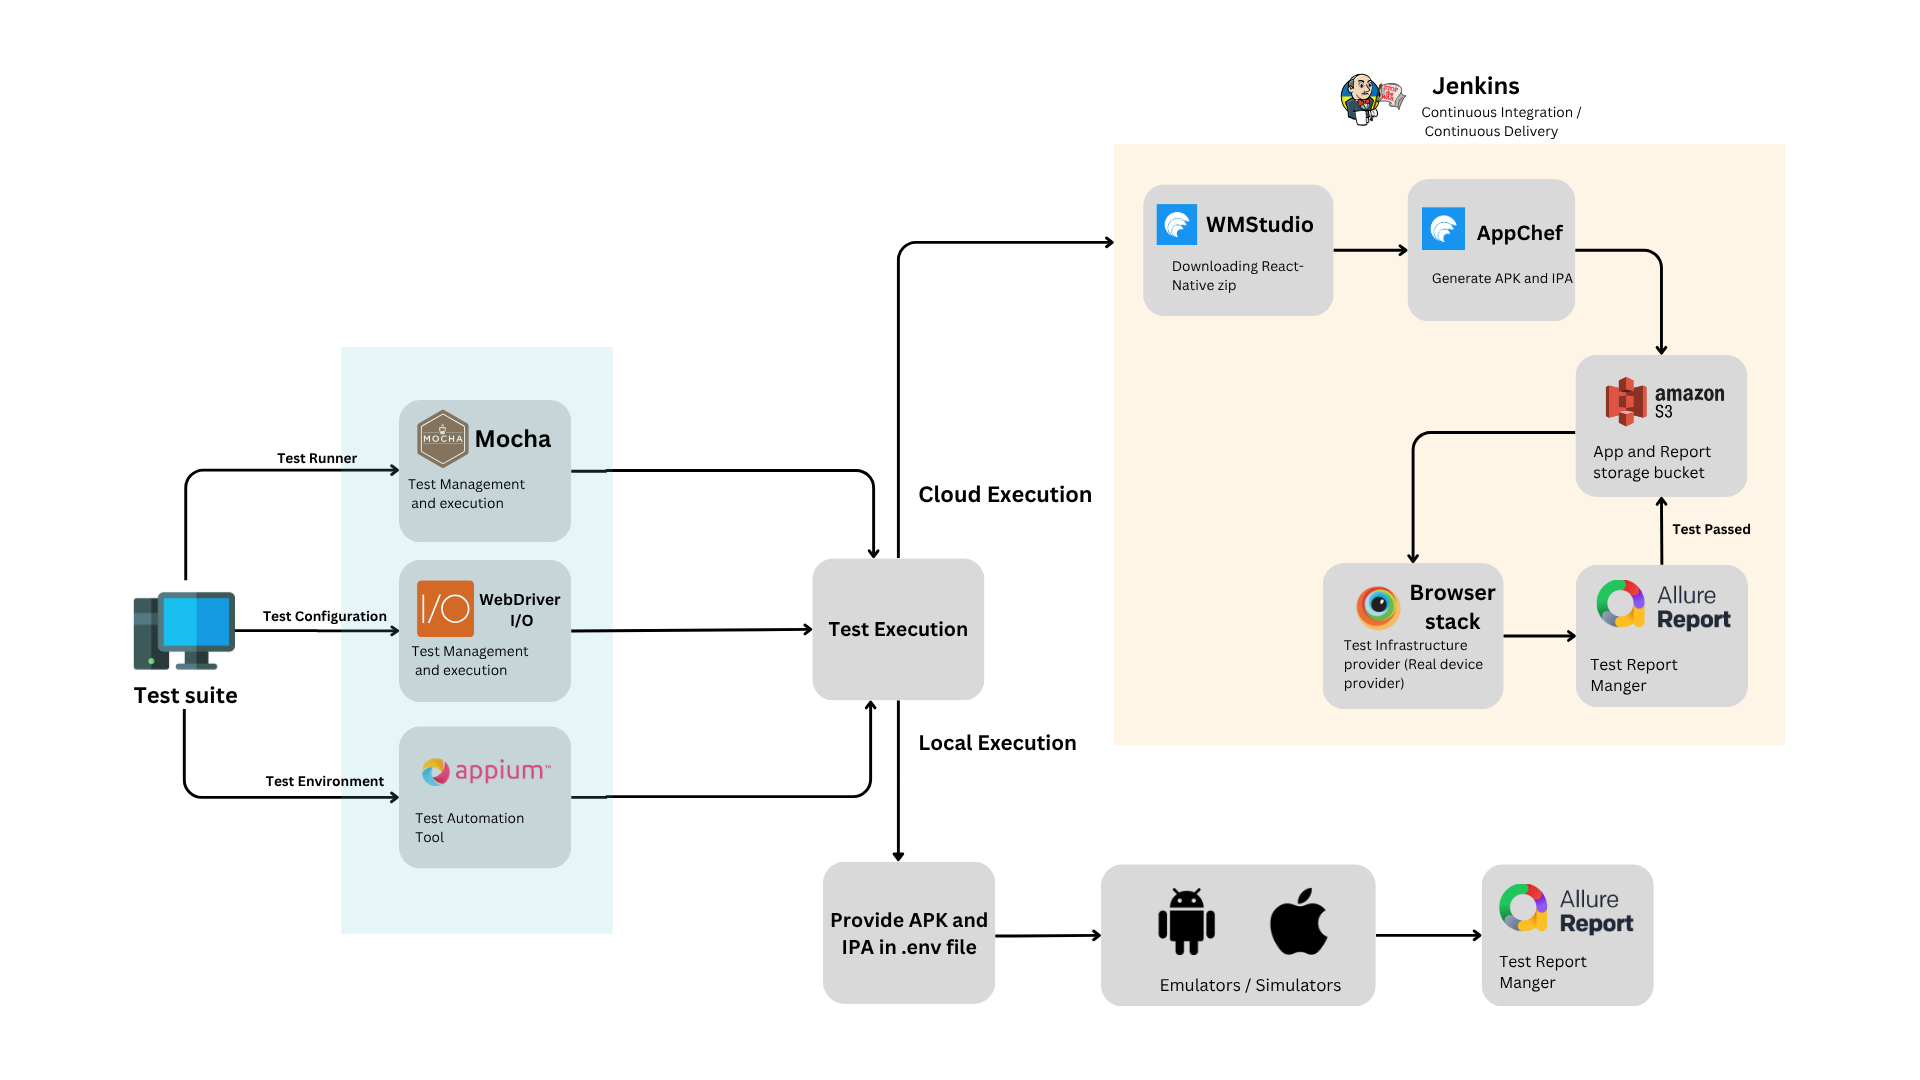 Jenkins
Continuous Integration /
Continuous Delivery
STOP
the
WAR
WMStudio
Downloading React-
Native zip
AppChef
Generate APK and IPA
amazon
S3
App and Report
storage bucket
Test Passed
Browser
stack
Test Infrastructure
provider (Real device
provider)
Allure
Report
Test Report
Manger
Cloud Execution
Test Execution
Local Execution
Test Runner
MOCHA
Mocha
Test Management
and execution
Test Configuration
I/O
WebDriver
I/O
Test Management
and execution
Test suite
Test Environment
appium™
Test Automation
Tool
Provide APK and
IPA in .env file
Emulators / Simulators
Allure
Report
Test Report
Manger